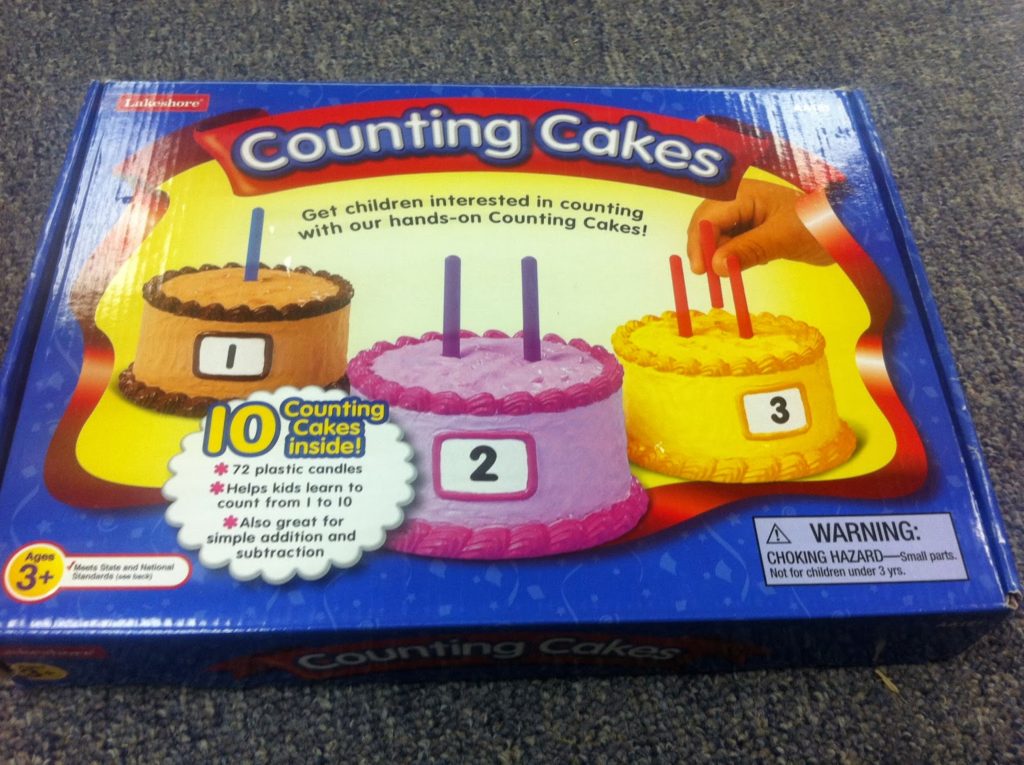 Lakeshore
Counting Cakes
Get children interested in counting
with our hands-on Counting Cakes!
1
2
3
10
Counting
Cakes
inside!
72 plastic candles
Helps kids learn to
count from 1 to 10
Also great for
simple addition and
subtraction
Ages
3+
Meets State and National
Standards (see back)
WARNING:
CHOKING HAZARD—Small parts.
Not for children under 3 yrs.
Counting Cakes